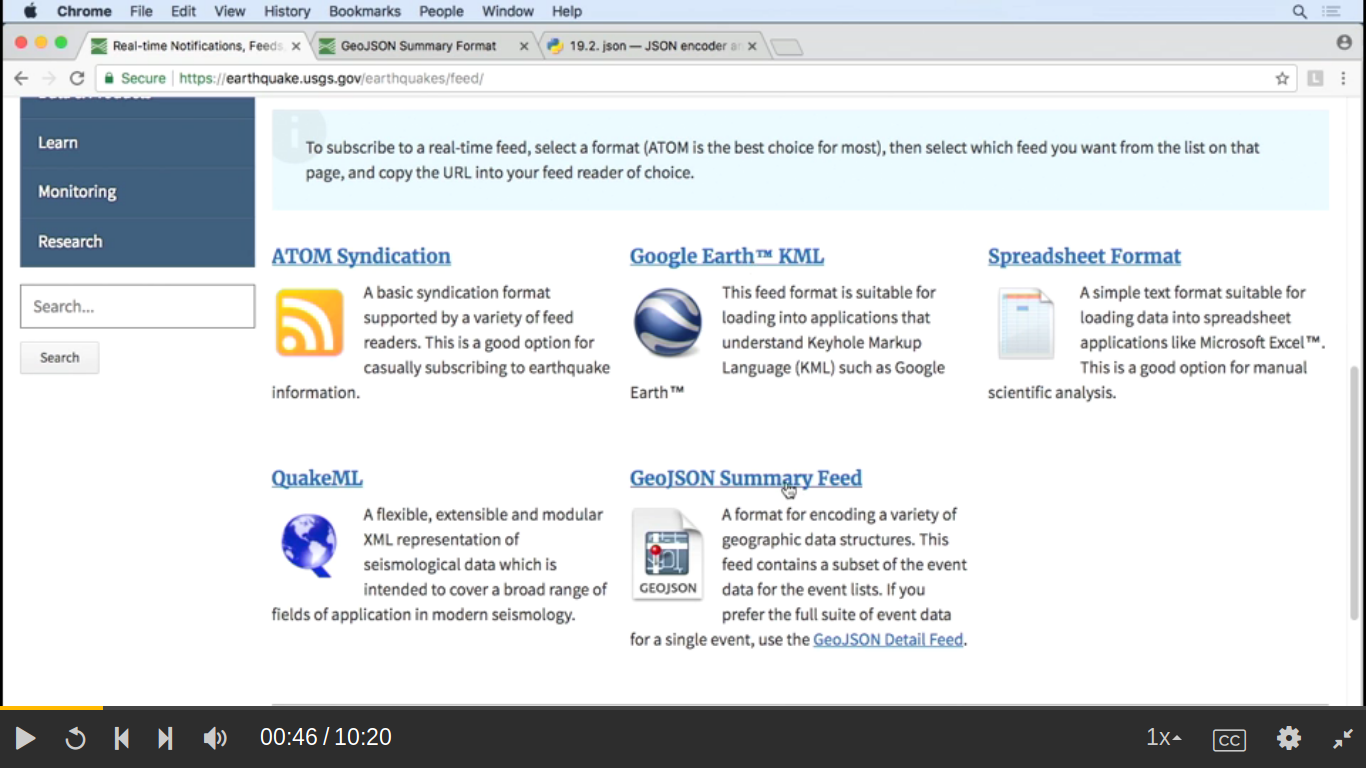 Chrome File Edit View History Bookmarks People Window Help
Real-time Notifications, Feeds, GeoJSON Summary Format 19.2. json — JSON encoder
Secure https://earthquake.usgs.gov/earthquakes/feed/
L
Learn
Monitoring
Research
Search...
Search
i
To subscribe to a real-time feed, select a format (ATOM is the best choice for most), then select which feed you want from the list on that
page, and copy the URL into your feed reader of choice.
ATOM Syndication
A basic syndication format
supported by a variety of feed
readers. This is a good option for
casually subscribing to earthquake
information.
Google Earth™ KML
This feed format is suitable for
loading into applications that
understand Keyhole Markup
Language (KML) such as Google
Earth™
Spreadsheet Format
A simple text format suitable for
loading data into spreadsheet
applications like Microsoft Excel™.
This is a good option for manual
scientific analysis.
QuakeML
A flexible, extensible and modular
XML representation of
seismological data which is
intended to cover a broad range of
fields of application in modern seismology.
GeoJSON Summary Feed
GEOJSON
A format for encoding a variety of
geographic data structures. This
feed contains a subset of the event
data for the event lists. If you
prefer the full suite of event data
for a single event, use the GeoJSON Detail Feed.
00:46 / 10:20
1x
CC